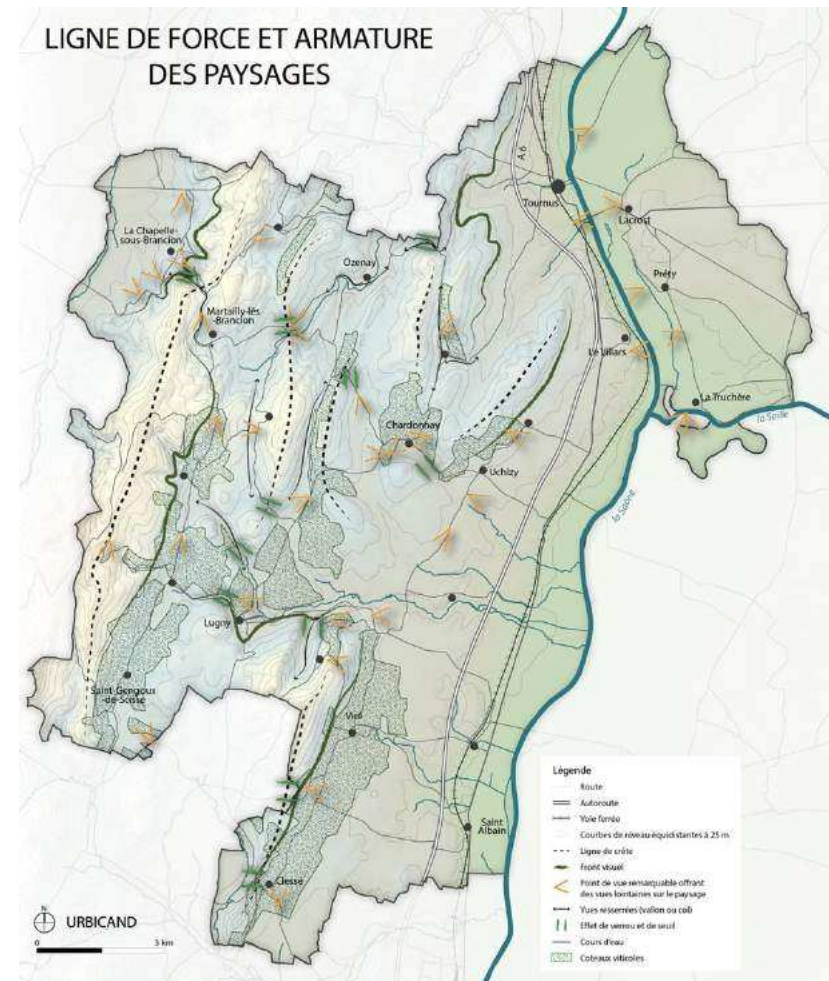 LIGNE DE FORCE ET ARMATURE
DES PAYSAGES
A 6
Tournus
Lacrost
La Chapelle-
sous-Brancion
Ozenay
Préty
Martailly-lès
-Brancion
Le Villars
La Truchère
la Seille
Chardonnay
Uchizy
la Saône
Lugny
Saint-Gengoux
-de-Scissé
Viré
Saint
Albain
Clessé
Légende
Route
Autoroute
Voie ferrée
Courbes de niveau équidistantes à 25 m
Ligne de crête
Front visuel
Point de vue remarquable offrant
des vues lointaines sur le paysage
Vues resserrées (vallon ou col)
Effet de verrou et de seuil
Cours d'eau
Coteaux viticoles
N
URBICAND
0 3 km